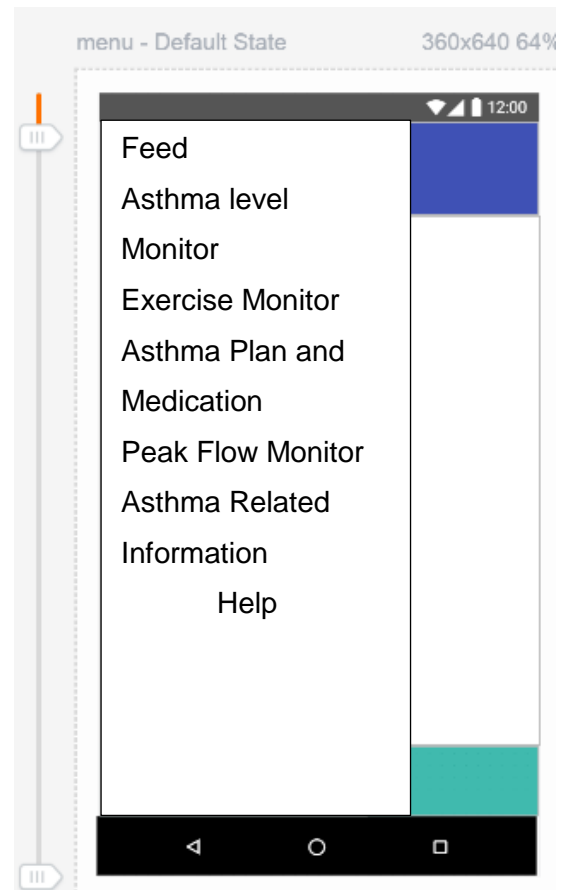 menu - Default State 360x640 64%
12:00
Feed
Asthma level
Monitor
Exercise Monitor
Asthma Plan and
Medication
Peak Flow Monitor
Asthma Related
Information
Help